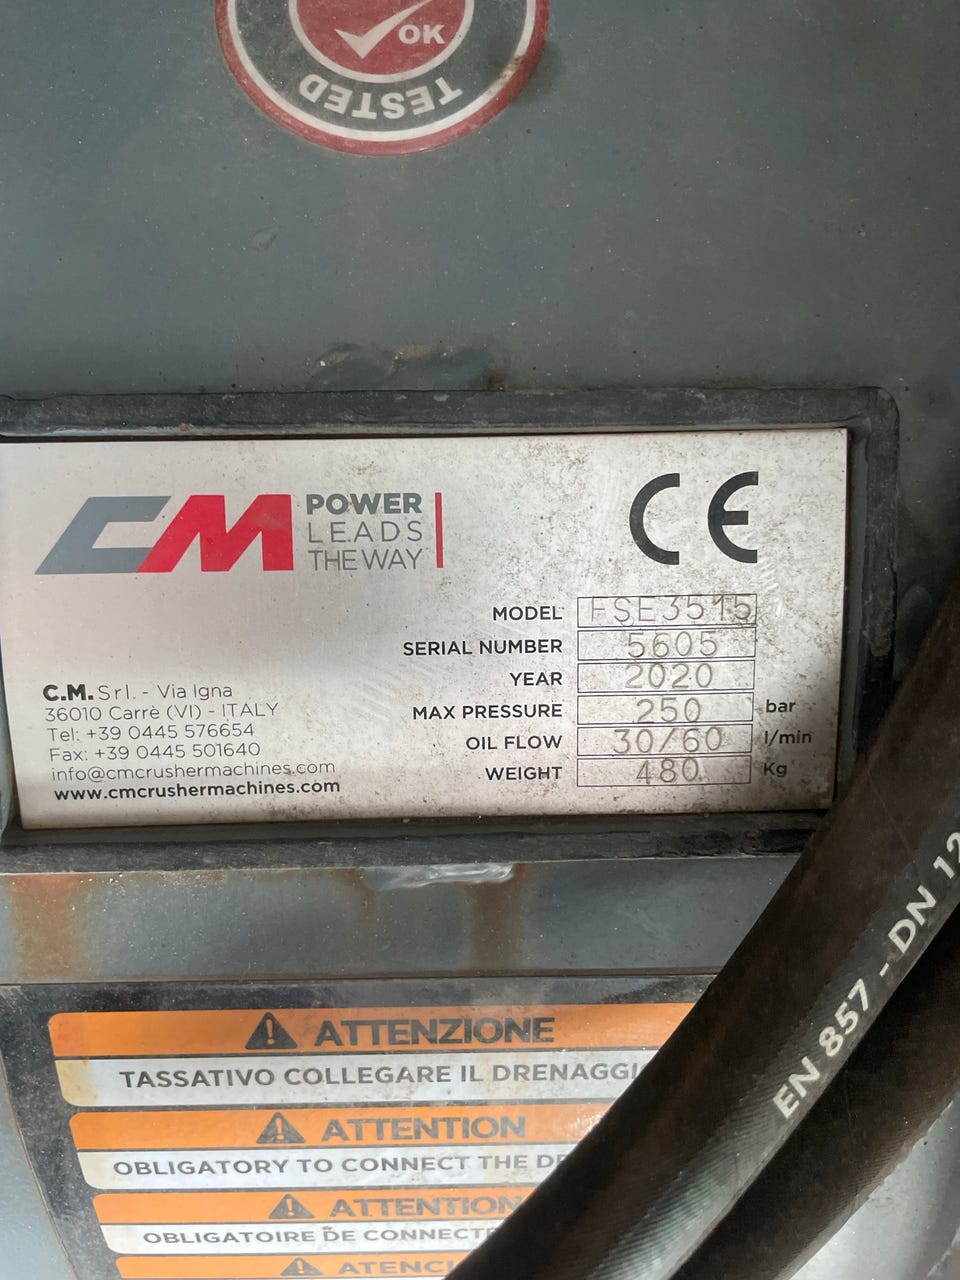 OK
TESTED
CM POWER
LEADS
THE WAY
CE
MODEL FSE3515
SERIAL NUMBER 5605
YEAR 2020
MAX PRESSURE 250 bar
OIL FLOW 30/60 l/min
WEIGHT 480 Kg
C.M. Srl. - Via Igna
36010 Carrè (VI) - ITALY
Tel: +39 0445 576654
Fax: +39 0445 501640
info@cmcrushermachines.com
www.cmcrushermachines.com
EN 857 - DN 12
ATTENZIONE
TASSATIVO COLLEGARE IL DRENAGGI
ATTENTION
OBLIGATORY TO CONNECT THE
ATTENTION
OBLIGATOIRE DE CONNECT
ATENCI